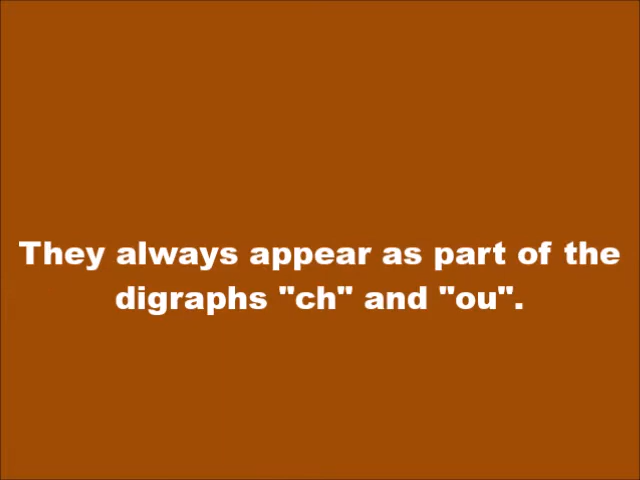 They always appear as part of the
digraphs "ch" and "ou".